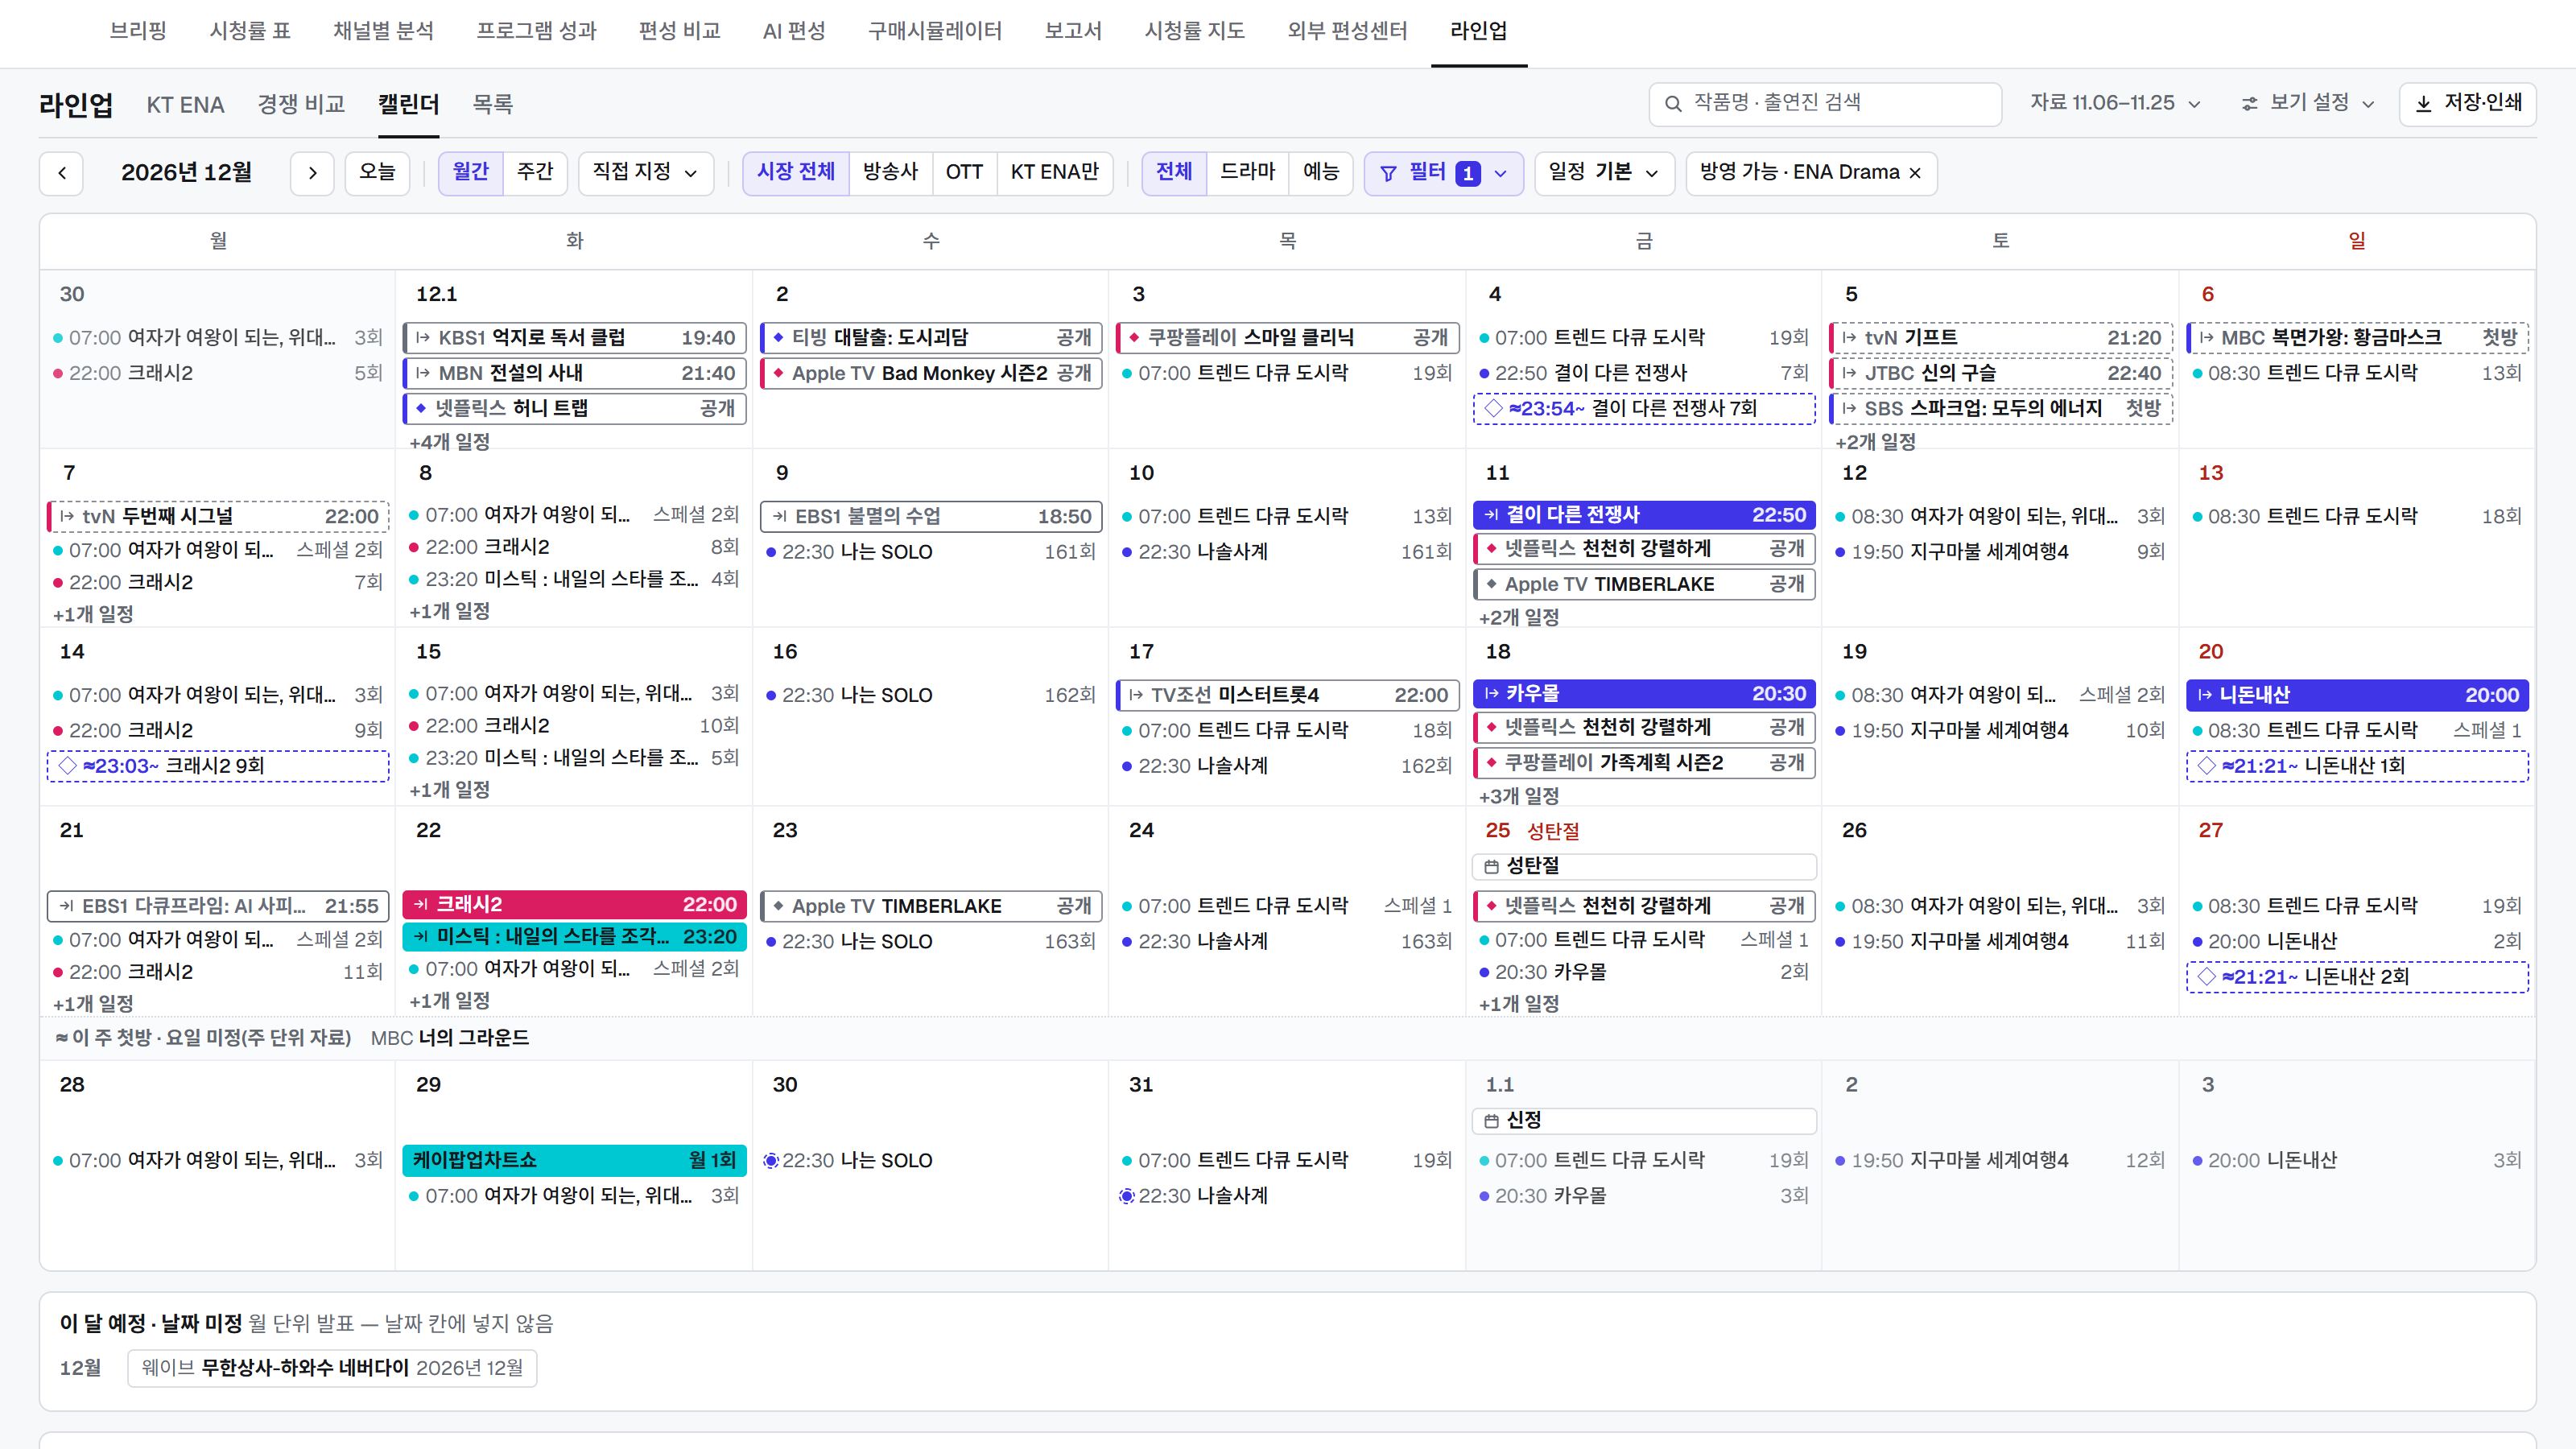 브리핑 시청률 표 채널별 분석 프로그램 성과 편성 비교 AI 편성 구매시뮬레이터 보고서 시청률 지도 외부 편성센터 라인업
라인업 KT ENA 경쟁 비교 캘린더 목록 작품명 · 출연진 검색 자료 11.06–11.25 보기 설정 저장·인쇄
2026년 12월 오늘 월간 주간 직접 지정 시장 전체 방송사 OTT KT ENA만 전체 드라마 예능 필터 1 일정 기본 방영 가능 · ENA Drama ×
월 화 수 목 금 토 일
30
07:00 여자가 여왕이 되는, 위대... 3회
22:00 크래시2 5회
12.1
KBS1 억지로 독서 클럽 19:40
MBN 전설의 사내 21:40
넷플릭스 허니 트랩 공개
+4개 일정
2
티빙 대탈출: 도시괴담 공개
Apple TV Bad Monkey 시즌2 공개
3
쿠팡플레이 스마일 클리닉 공개
07:00 트렌드 다큐 도시락 19회
4
07:00 트렌드 다큐 도시락 19회
22:50 결이 다른 전쟁사 7회
≈23:54~ 결이 다른 전쟁사 7회
5
tvN 기프트 21:20
JTBC 신의 구슬 22:40
SBS 스파크업: 모두의 에너지 첫방
+2개 일정
6
MBC 복면가왕: 황금마스크 첫방
08:30 트렌드 다큐 도시락 13회
7
tvN 두번째 시그널 22:00
07:00 여자가 여왕이 되... 스페셜 2회
22:00 크래시2 7회
+1개 일정
8
07:00 여자가 여왕이 되... 스페셜 2회
22:00 크래시2 8회
23:20 미스틱 : 내일의 스타를 조... 4회
+1개 일정
9
EBS1 불멸의 수업 18:50
22:30 나는 SOLO 161회
10
07:00 트렌드 다큐 도시락 13회
22:30 나솔사계 161회
11
결이 다른 전쟁사 22:50
넷플릭스 천천히 강렬하게 공개
Apple TV TIMBERLAKE 공개
+2개 일정
12
08:30 여자가 여왕이 되는, 위대... 3회
19:50 지구마불 세계여행4 9회
13
08:30 트렌드 다큐 도시락 18회
14
07:00 여자가 여왕이 되는, 위대... 3회
22:00 크래시2 9회
≈23:03~ 크래시2 9회
15
07:00 여자가 여왕이 되는, 위대... 3회
22:00 크래시2 10회
23:20 미스틱 : 내일의 스타를 조... 5회
+1개 일정
16
22:30 나는 SOLO 162회
17
TV조선 미스터트롯4 22:00
07:00 트렌드 다큐 도시락 18회
22:30 나솔사계 162회
18
카우몰 20:30
넷플릭스 천천히 강렬하게 공개
쿠팡플레이 가족계획 시즌2 공개
+3개 일정
19
08:30 여자가 여왕이 되... 스페셜 2회
19:50 지구마불 세계여행4 10회
20
니돈내산 20:00
08:30 트렌드 다큐 도시락 스페셜 1
≈21:21~ 니돈내산 1회
21
EBS1 다큐프라임: AI 사피... 21:55
07:00 여자가 여왕이 되... 스페셜 2회
22:00 크래시2 11회
+1개 일정
22
크래시2 22:00
미스틱 : 내일의 스타를 조각... 23:20
07:00 여자가 여왕이 되... 스페셜 2회
+1개 일정
23
Apple TV TIMBERLAKE 공개
22:30 나는 SOLO 163회
24
07:00 트렌드 다큐 도시락 스페셜 1
22:30 나솔사계 163회
25 성탄절
성탄절
넷플릭스 천천히 강렬하게 공개
07:00 트렌드 다큐 도시락 스페셜 1
20:30 카우몰 2회
+1개 일정
26
08:30 여자가 여왕이 되는, 위대... 3회
19:50 지구마불 세계여행4 11회
27
08:30 트렌드 다큐 도시락 19회
20:00 니돈내산 2회
≈21:21~ 니돈내산 2회
≈ 이 주 첫방 · 요일 미정(주 단위 자료) MBC 너의 그라운드
28
07:00 여자가 여왕이 되는, 위대... 3회
29
케이팝업차트쇼 월 1회
07:00 여자가 여왕이 되는, 위대... 3회
30
22:30 나는 SOLO
31
07:00 트렌드 다큐 도시락 19회
22:30 나솔사계
1.1
신정
07:00 트렌드 다큐 도시락 19회
20:30 카우몰 3회
2
19:50 지구마불 세계여행4 12회
3
20:00 니돈내산 3회
이 달 예정 · 날짜 미정 월 단위 발표 — 날짜 칸에 넣지 않음
12월 웨이브 무한상사-하와수 네버다이 2026년 12월